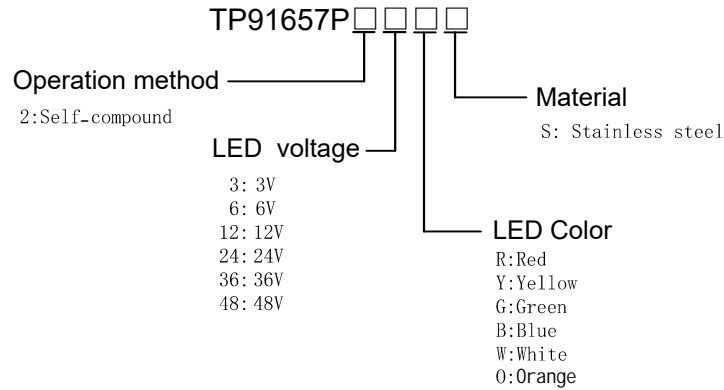 TP91657P□□□□
Operation method
2:Self-compound
Material
S: Stainless steel
LED voltage
3: 3V
6: 6V
12: 12V
24: 24V
36: 36V
48: 48V
LED Color
R:Red
Y:Yellow
G:Green
B:Blue
W:White
O:Orange